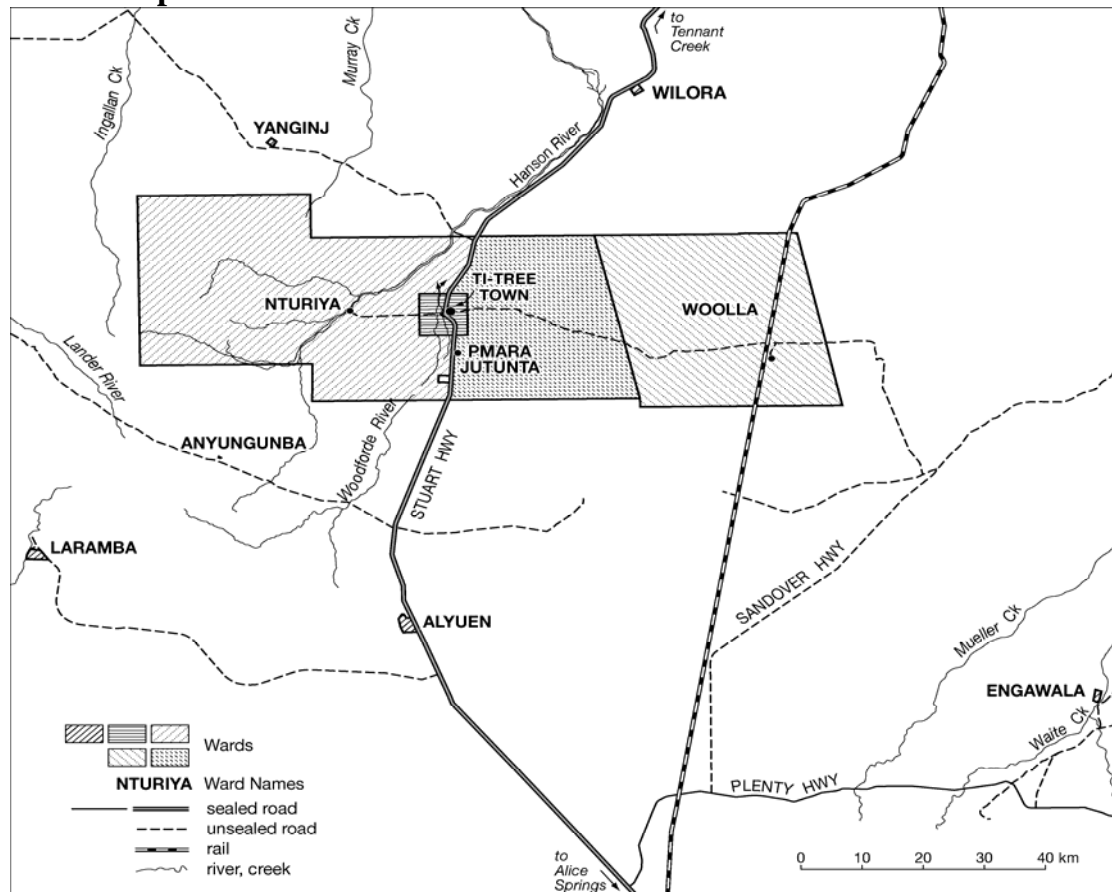 to
Tennant
Creek
Ingallan Ck
Murray Ck
WILORA
YANGINJ
Hanson River
TI-TREE
TOWN
NTURIYA
WOOLLA
PMARA
JUTUNTA
Lander River
ANYUNGUNBA
Woodforde River
STUART HWY
LARAMBA
SANDOVER HWY
ALYUEN
Mueller Ck
ENGAWALA
Waite Ck
PLENTY HWY
Wards
NTURIYA Ward Names
sealed road
unsealed road
rail
river, creek
to
Alice
Springs
0 10 20 30 40 km